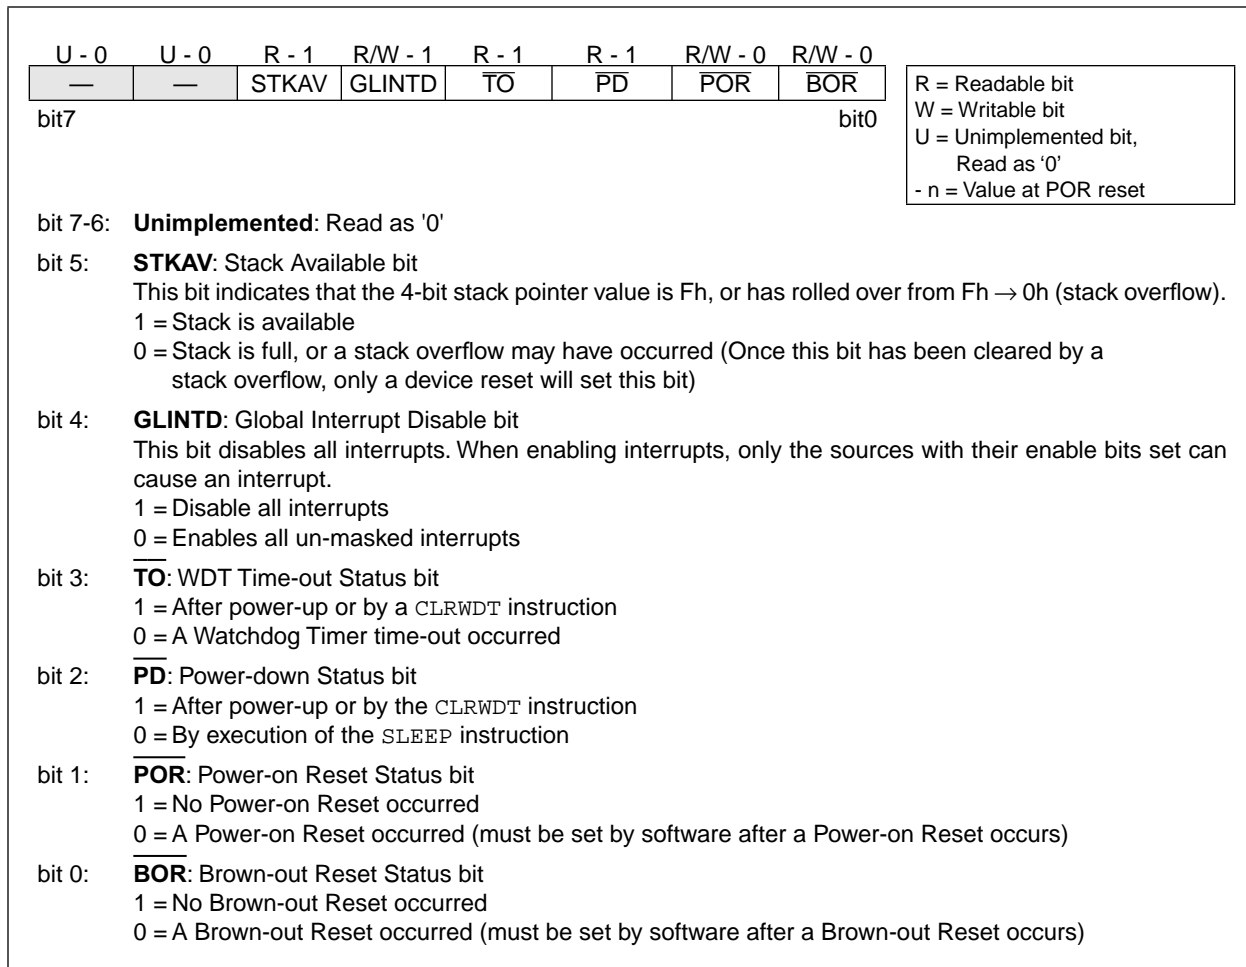 U - 0 U - 0 R - 1 R/W - 1 R - 1 R - 1 R/W - 0 R/W - 0
— — STKAV GLINTD T̅O̅ P̅D̅ P̅O̅R̅ B̅O̅R̅
bit7 bit0
R = Readable bit
W = Writable bit
U = Unimplemented bit,
Read as ‘0’
- n = Value at POR reset
bit 7-6: Unimplemented: Read as '0'
bit 5: STKAV: Stack Available bit
This bit indicates that the 4-bit stack pointer value is Fh, or has rolled over from Fh → 0h (stack overflow).
1 = Stack is available
0 = Stack is full, or a stack overflow may have occurred (Once this bit has been cleared by a
stack overflow, only a device reset will set this bit)
bit 4: GLINTD: Global Interrupt Disable bit
This bit disables all interrupts. When enabling interrupts, only the sources with their enable bits set can
cause an interrupt.
1 = Disable all interrupts
0 = Enables all un-masked interrupts
bit 3: T̅O̅: WDT Time-out Status bit
1 = After power-up or by a CLRWDT instruction
0 = A Watchdog Timer time-out occurred
bit 2: P̅D̅: Power-down Status bit
1 = After power-up or by the CLRWDT instruction
0 = By execution of the SLEEP instruction
bit 1: P̅O̅R̅: Power-on Reset Status bit
1 = No Power-on Reset occurred
0 = A Power-on Reset occurred (must be set by software after a Power-on Reset occurs)
bit 0: B̅O̅R̅: Brown-out Reset Status bit
1 = No Brown-out Reset occurred
0 = A Brown-out Reset occurred (must be set by software after a Brown-out Reset occurs)